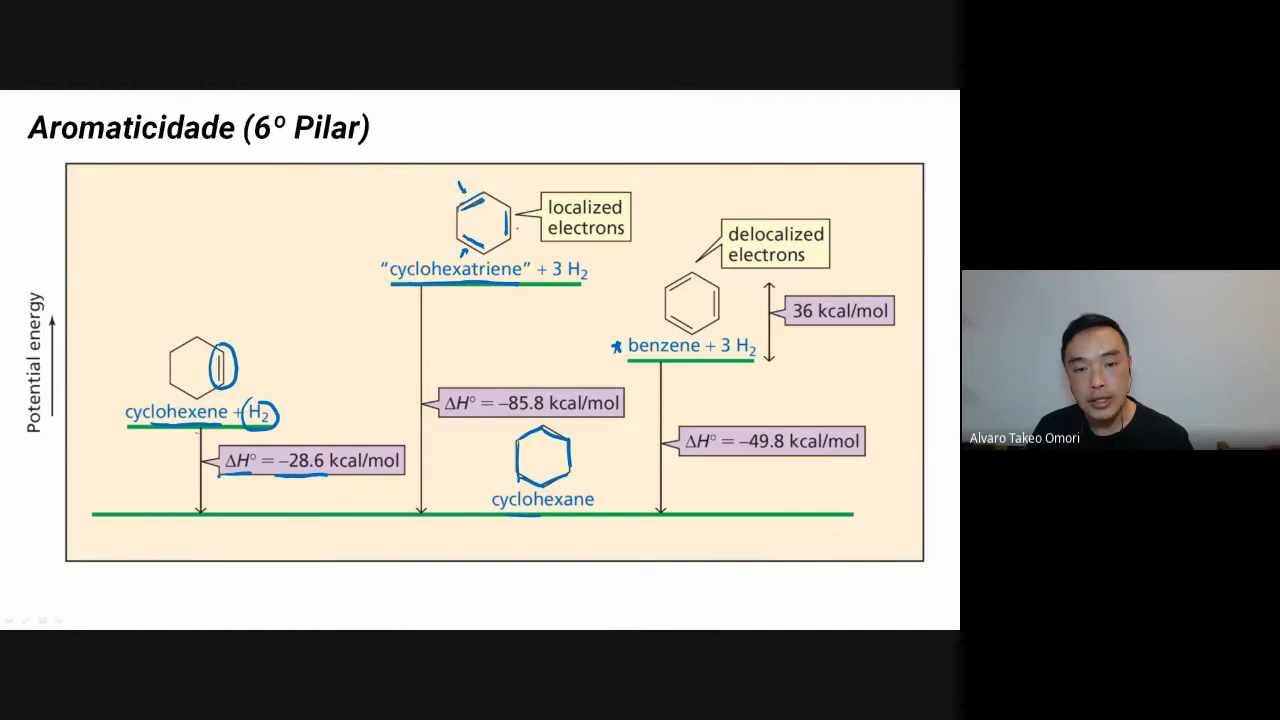 Aromaticidade (6º Pilar)
Potential energy
localized
electrons
"cyclohexatriene" + 3 H₂
delocalized
electrons
36 kcal/mol
benzene + 3 H₂
cyclohexene + H₂
ΔH° = –85.8 kcal/mol
ΔH° = –49.8 kcal/mol
ΔH° = –28.6 kcal/mol
cyclohexane
Alvaro Takeo Omori